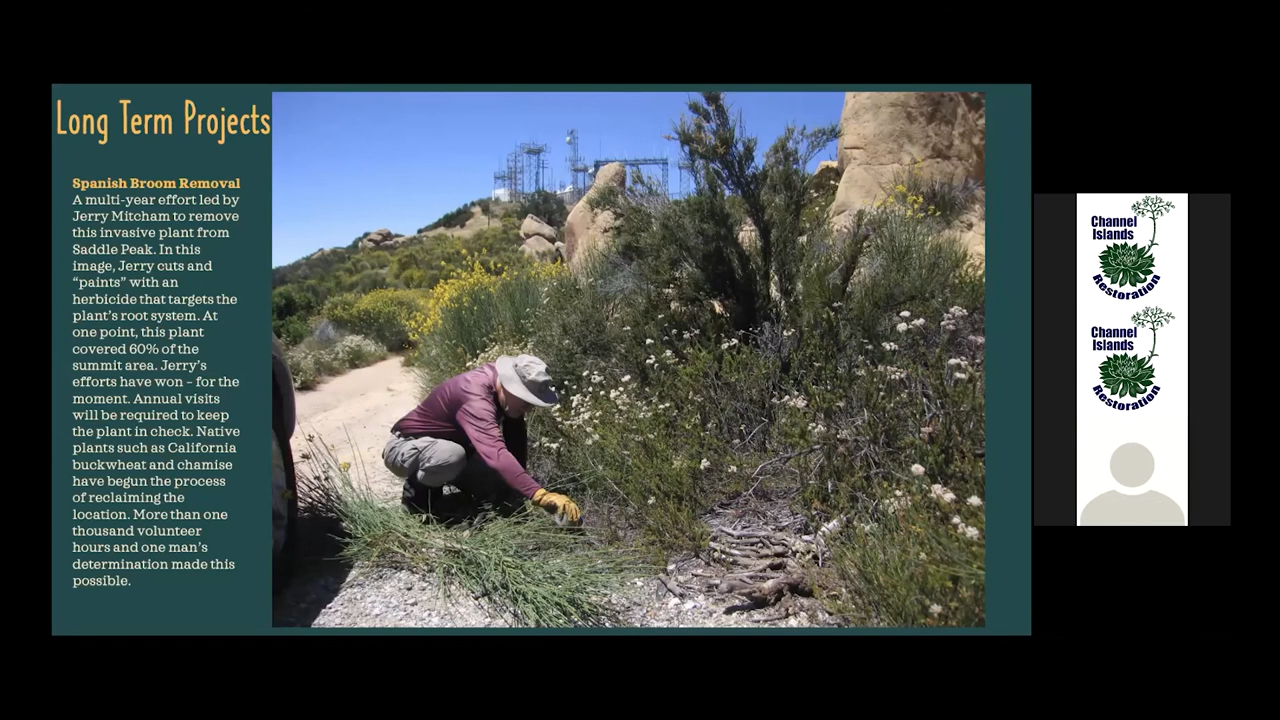 Long Term Projects
Spanish Broom Removal
A multi-year effort led by
Jerry Mitcham to remove
this invasive plant from
Saddle Peak. In this
image, Jerry cuts and
“paints” with an
herbicide that targets the
plant's root system. At
one point, this plant
covered 60% of the
summit area. Jerry's
efforts have won – for the
moment. Annual visits
will be required to keep
the plant in check. Native
plants such as California
buckwheat and chamise
have begun the process
of reclaiming the
location. More than one
thousand volunteer
hours and one man's
determination made this
possible.
Channel
Islands
Restoration
Channel
Islands
Restoration